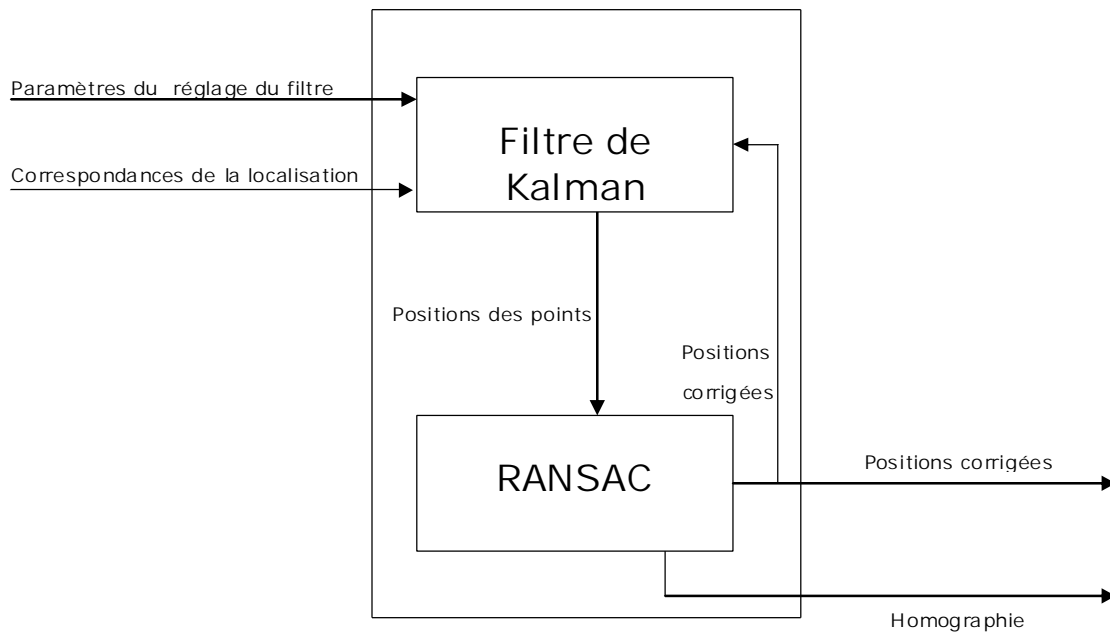 Paramètres du réglage du filtre
Filtre de
Kalman
Correspondances de la localisation
Positions des points
Positions
corrigées
RANSAC
Positions corrigées
Homographie